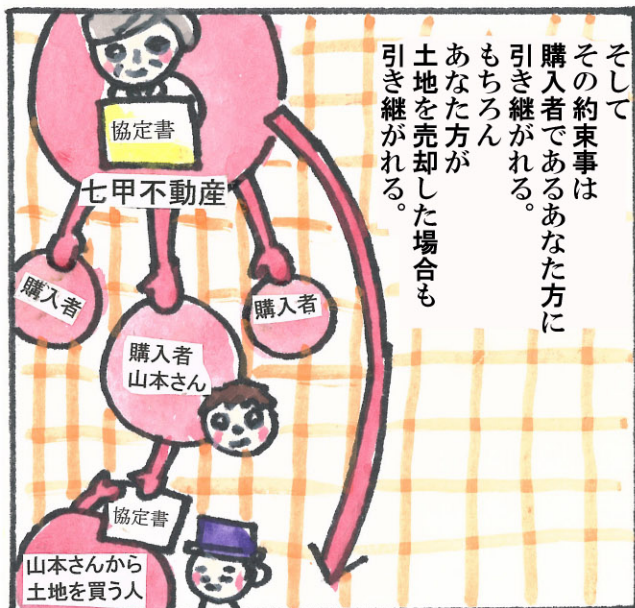 そして
その約束事は
購入者であるあなた方に
引き継がれる。
もちろん
あなた方が
土地を売却した場合も
引き継がれる。
協定書
七甲不動産
購入者
購入者
購入者
山本さん
協定書
山本さんから
土地を買う人